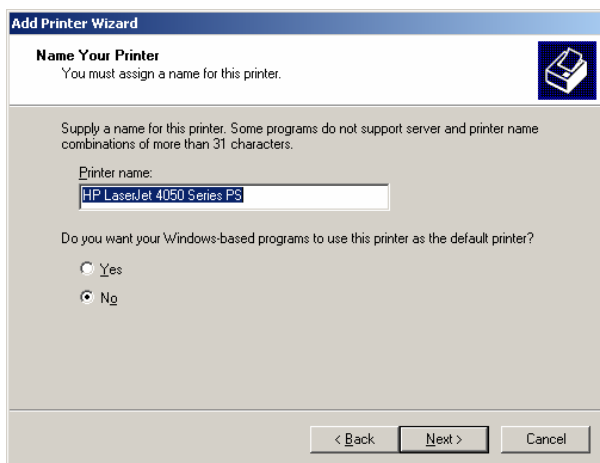 Add Printer Wizard
Name Your Printer
You must assign a name for this printer.
Supply a name for this printer. Some programs do not support server and printer name
combinations of more than 31 characters.
Printer name:
HP LaserJet 4050 Series PS
Do you want your Windows-based programs to use this printer as the default printer?
Yes
No
< Back Next > Cancel